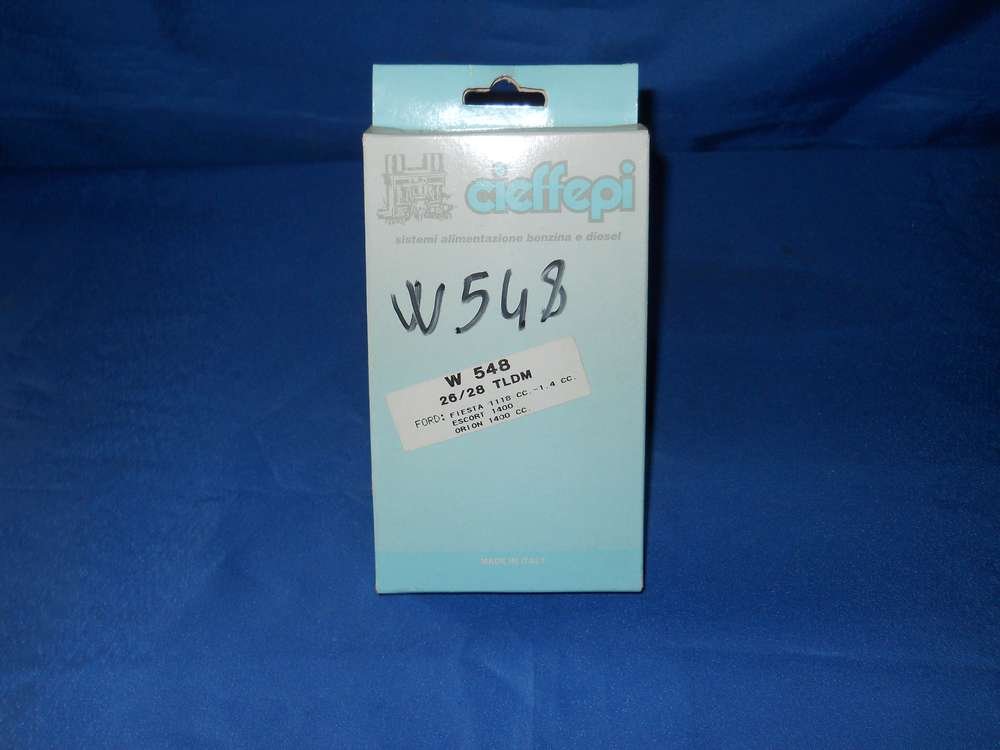 cieffepi
sistemi alimentazione benzina e diesel
W548
W 548
26/28 TLDM
FORD: FIESTA 1118 CC.-1,4 CC.
ESCORT 1400
ORION 1400 CC.
MADE IN ITALY